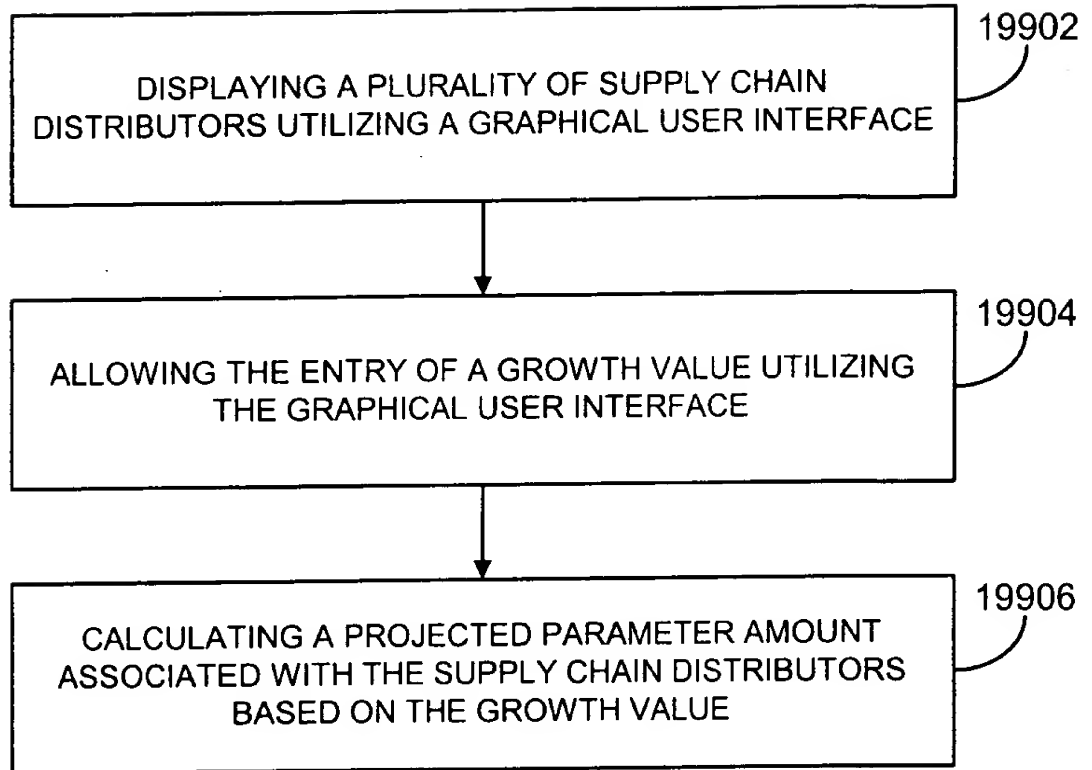 19902
DISPLAYING A PLURALITY OF SUPPLY CHAIN
DISTRIBUTORS UTILIZING A GRAPHICAL USER INTERFACE
19904
ALLOWING THE ENTRY OF A GROWTH VALUE UTILIZING
THE GRAPHICAL USER INTERFACE
19906
CALCULATING A PROJECTED PARAMETER AMOUNT
ASSOCIATED WITH THE SUPPLY CHAIN DISTRIBUTORS
BASED ON THE GROWTH VALUE